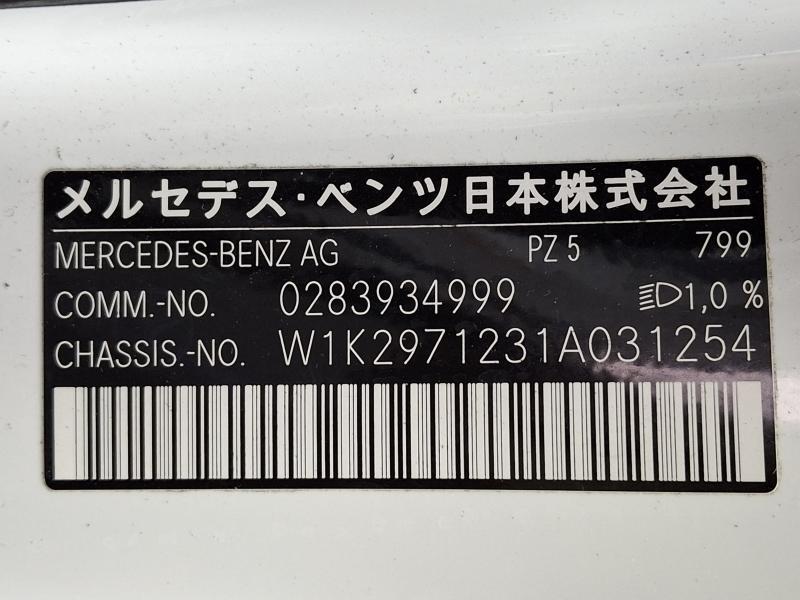 メルセデス・ベンツ日本株式会社
MERCEDES-BENZ AG PZ 5 799
COMM.-NO. 0283934999 1,0 %
CHASSIS.-NO. W1K2971231A031254